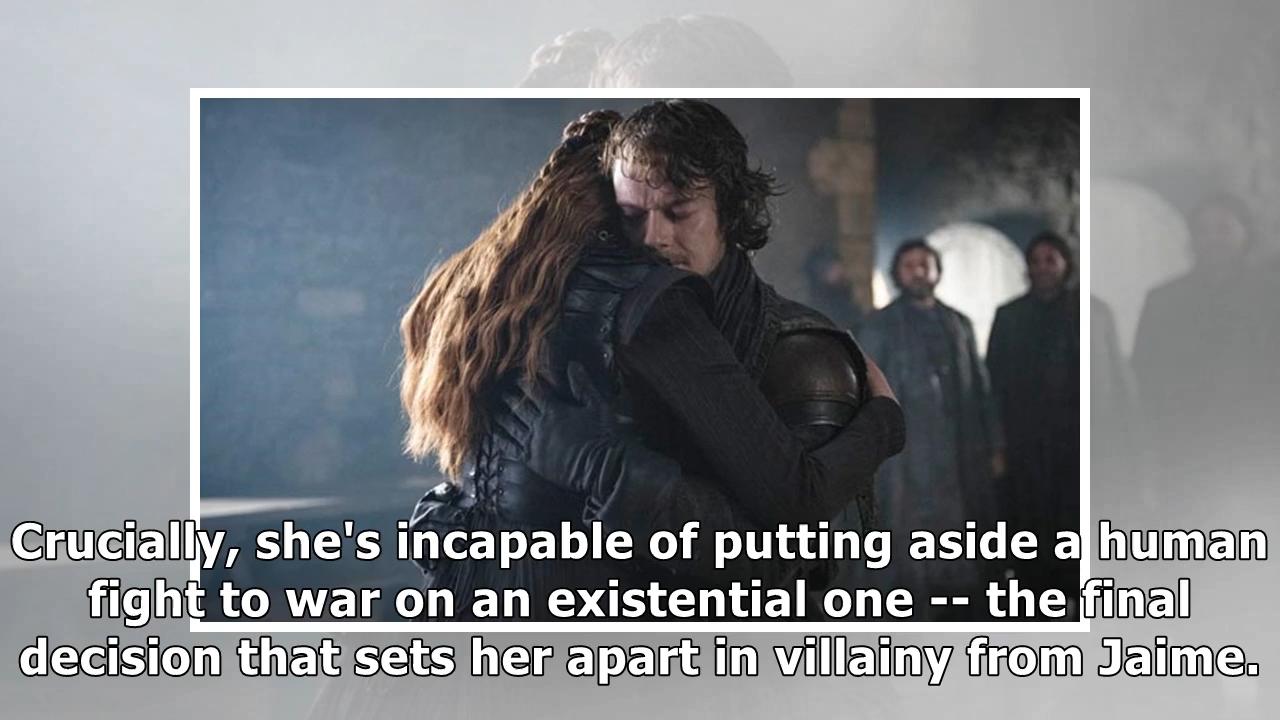 Crucially, she's incapable of putting aside a human
fight to war on an existential one -- the final
decision that sets her apart in villainy from Jaime.